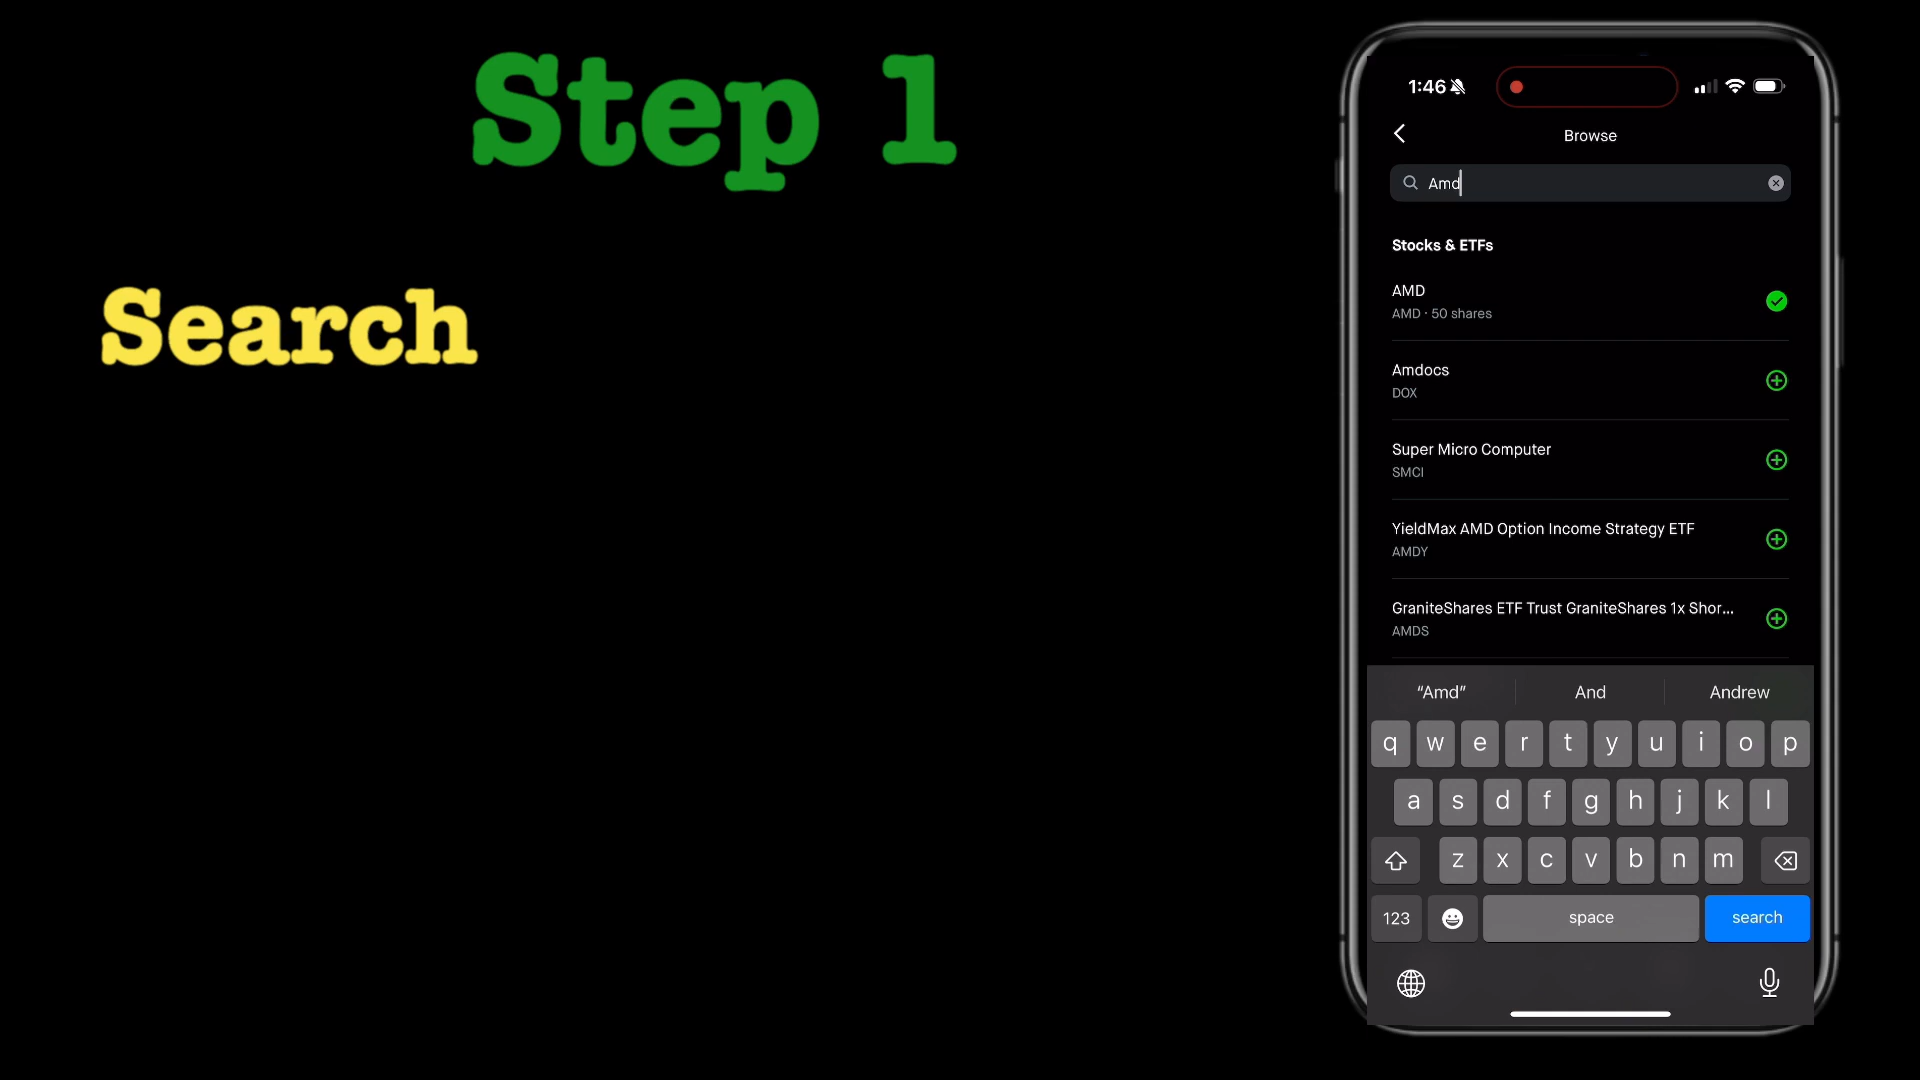 Step 1
Search
1:46
Browse
Amd
Stocks & ETFs
AMD
AMD · 50 shares
Amdocs
DOX
Super Micro Computer
SMCI
YieldMax AMD Option Income Strategy ETF
AMDY
GraniteShares ETF Trust GraniteShares 1x Shor...
AMDS
“Amd” And Andrew
q w e r t y u i o p
a s d f g h j k l
z x c v b n m
123 space search